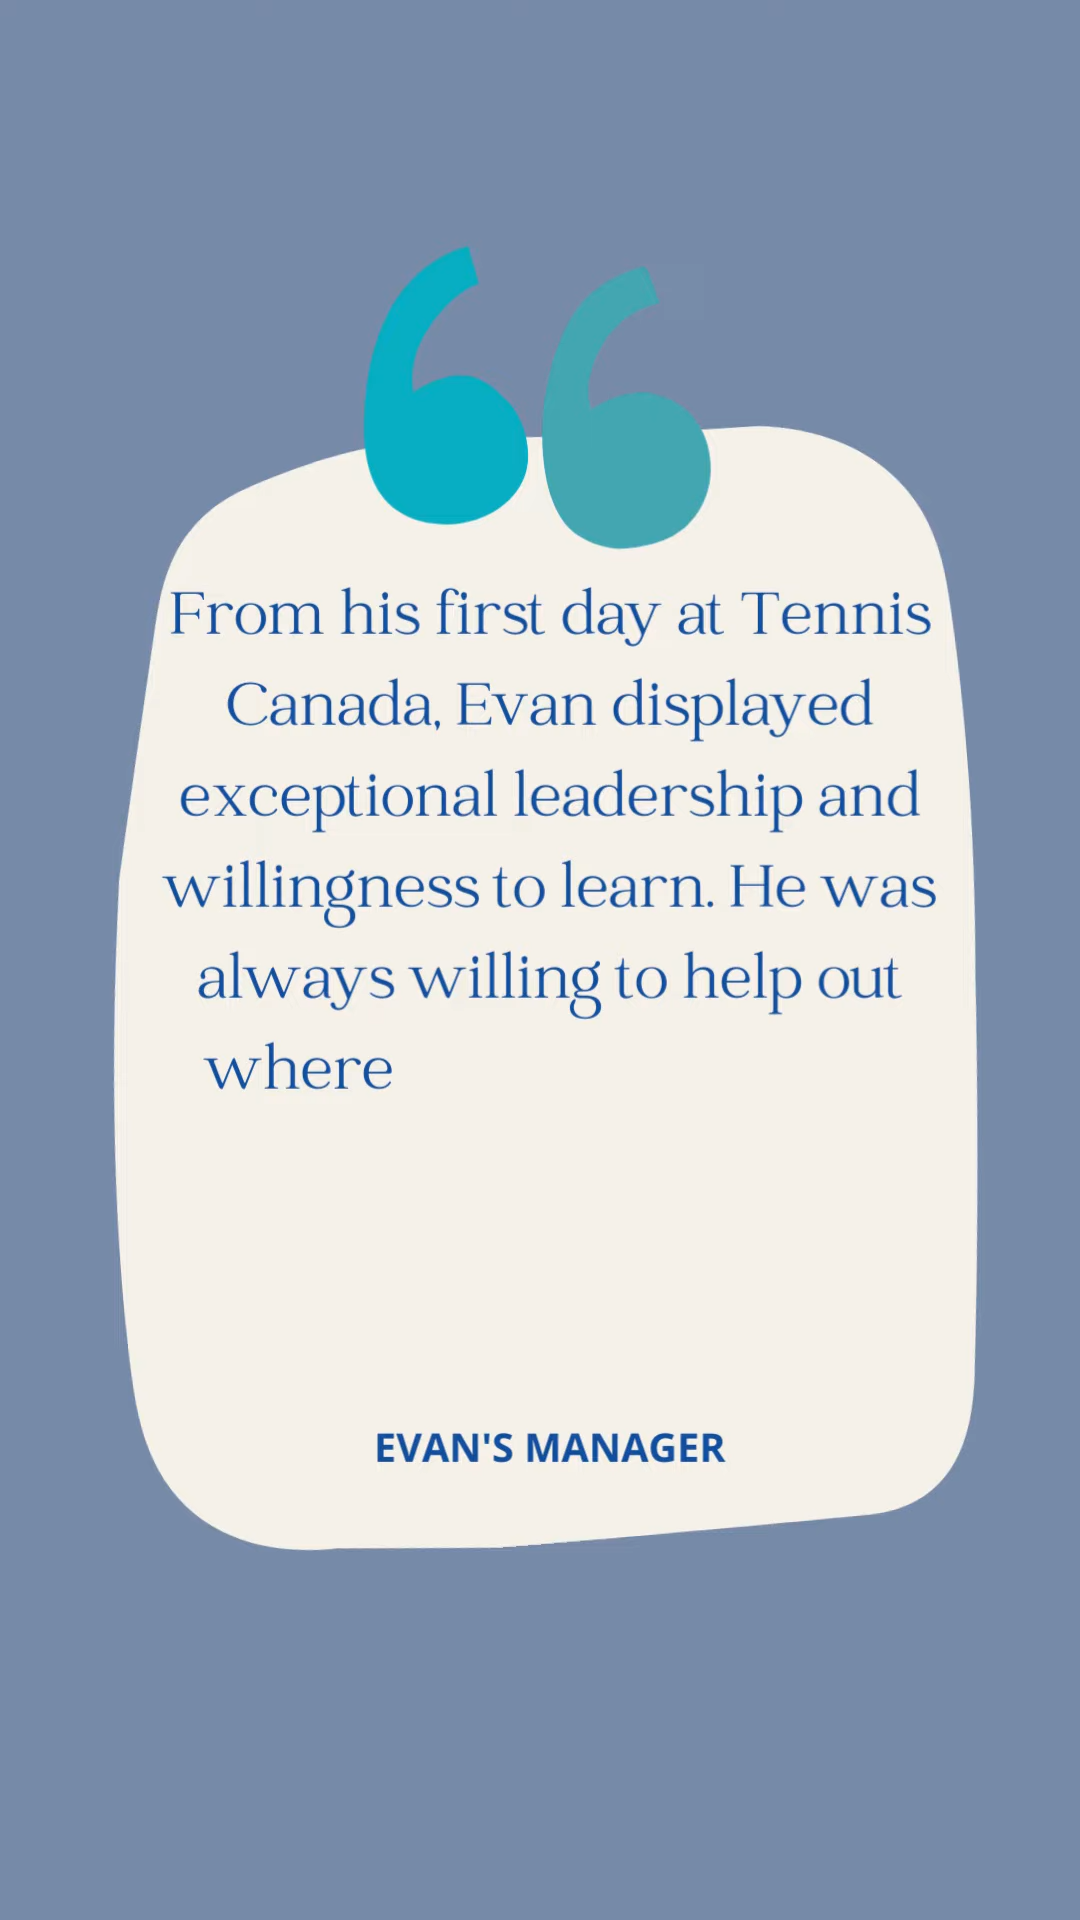 From his first day at Tennis
Canada, Evan displayed
exceptional leadership and
willingness to learn. He was
always willing to help out
where
EVAN'S MANAGER